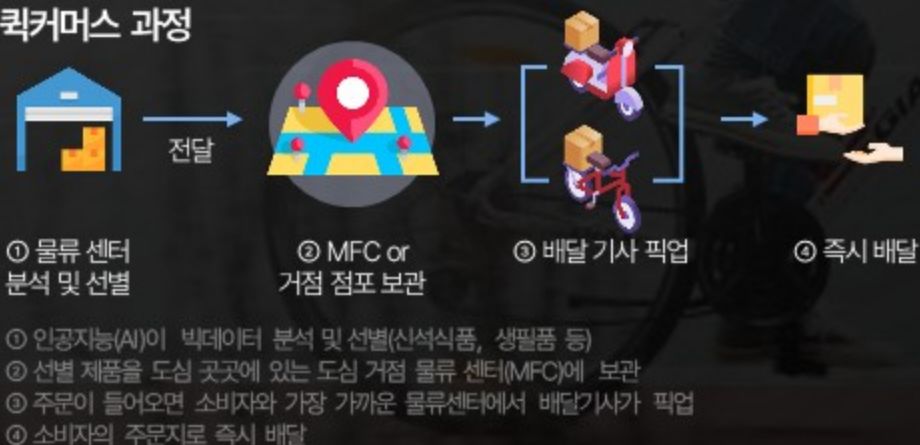 퀵커머스 과정
전달
① 물류 센터
분석 및 선별
② MFC or
거점 점포 보관
③ 배달 기사 픽업
④ 즉시 배달
① 인공지능(AI)이 빅데이터 분석 및 선별(신석식품, 생필품 등)
② 선별 제품을 도심 곳곳에 있는 도심 거점 물류 센터(MFC)에 보관
③ 주문이 들어오면 소비자와 가장 가까운 물류센터에서 배달기사가 픽업
④ 소비자의 주문지로 즉시 배달